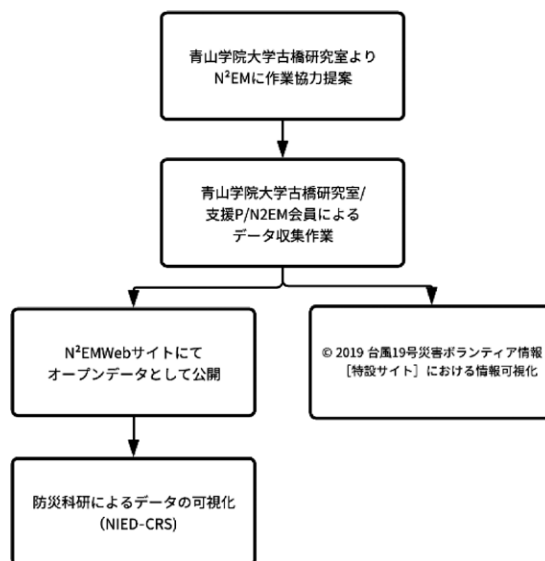 青山学院大学古橋研究室より
N²EMに作業協力提案
青山学院大学古橋研究室/
支援P/N2EM会員による
データ収集作業
N²EMWebサイトにて
オープンデータとして公開
© 2019 台風19号災害ボランティア情報
［特設サイト］における情報可視化
防災科研によるデータの可視化
（NIED-CRS)